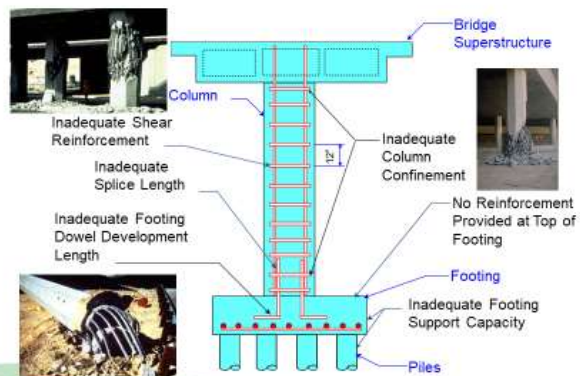 Bridge
Superstructure
Column
Inadequate Shear
Reinforcement
12"
Inadequate
Column
Confinement
Inadequate
Splice Length
No Reinforcement
Provided at Top of
Footing
Inadequate Footing
Dowel Development
Length
Footing
Inadequate Footing
Support Capacity
Piles